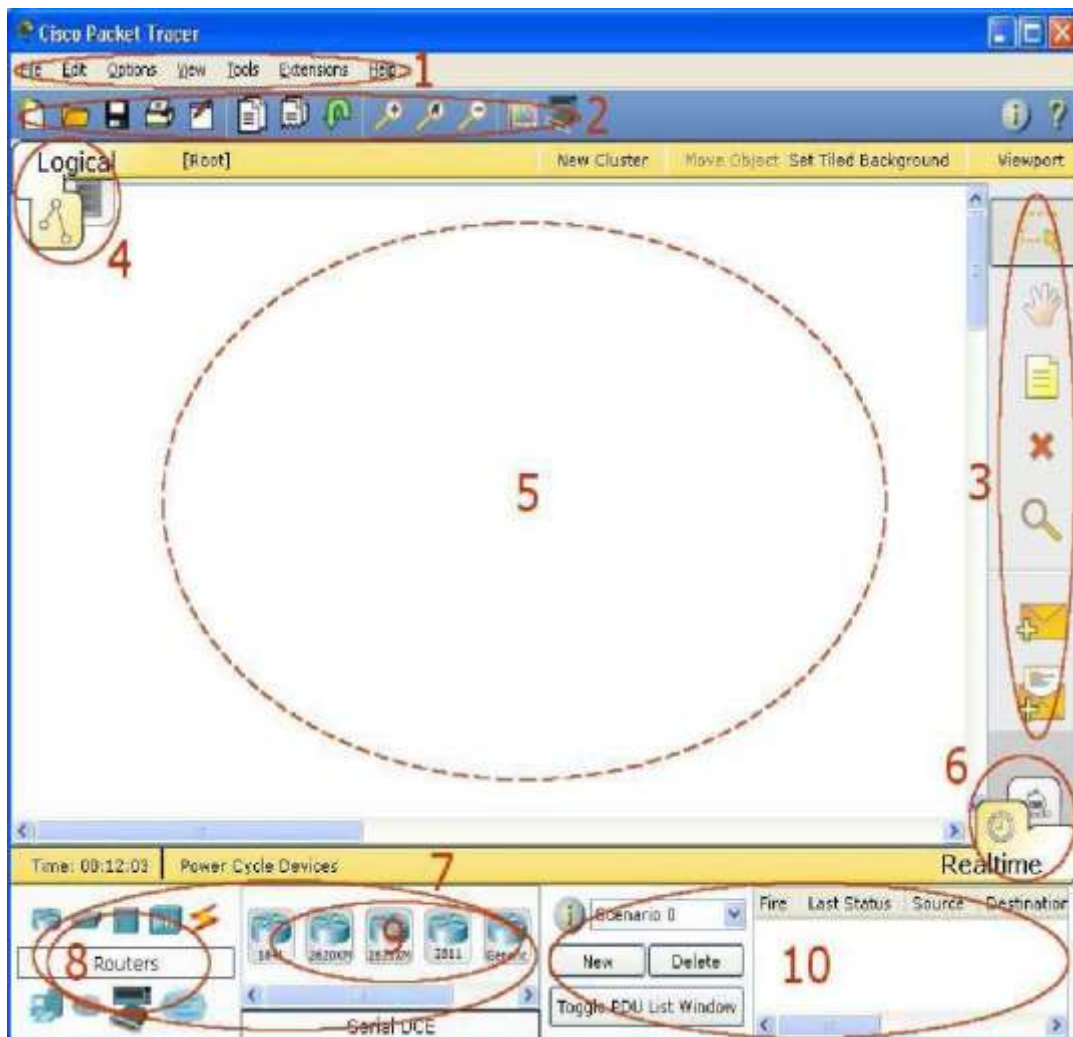 Cisco Packet Tracer
File Edit Options View Tools Extensions Help 1
2
Logical [Root] New Cluster Move Object Set Tiled Background Viewport
4
5
3
6
Time: 00:12:03 Power Cycle Devices 7 Realtime
Scenario 0 Fire Last Status Source Destination
1841 2620XM 2621XM 2811 Generic
8 Routers 9 New Delete 10
Toggle PDU List Window
Serial DCE